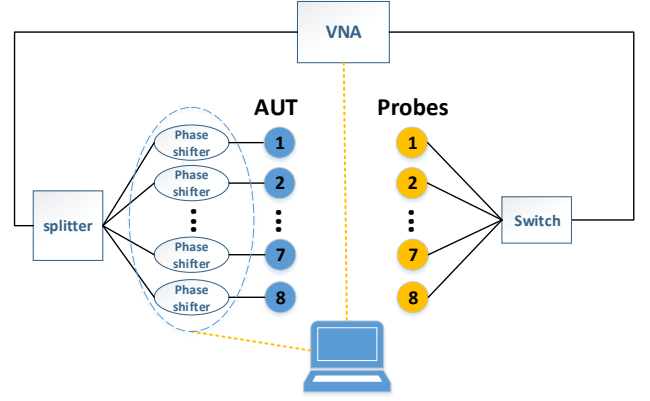 VNA
AUT
Probes
Phase
shifter
1
1
Phase
shifter
2
2
splitter
Switch
Phase
shifter
7
7
Phase
shifter
8
8